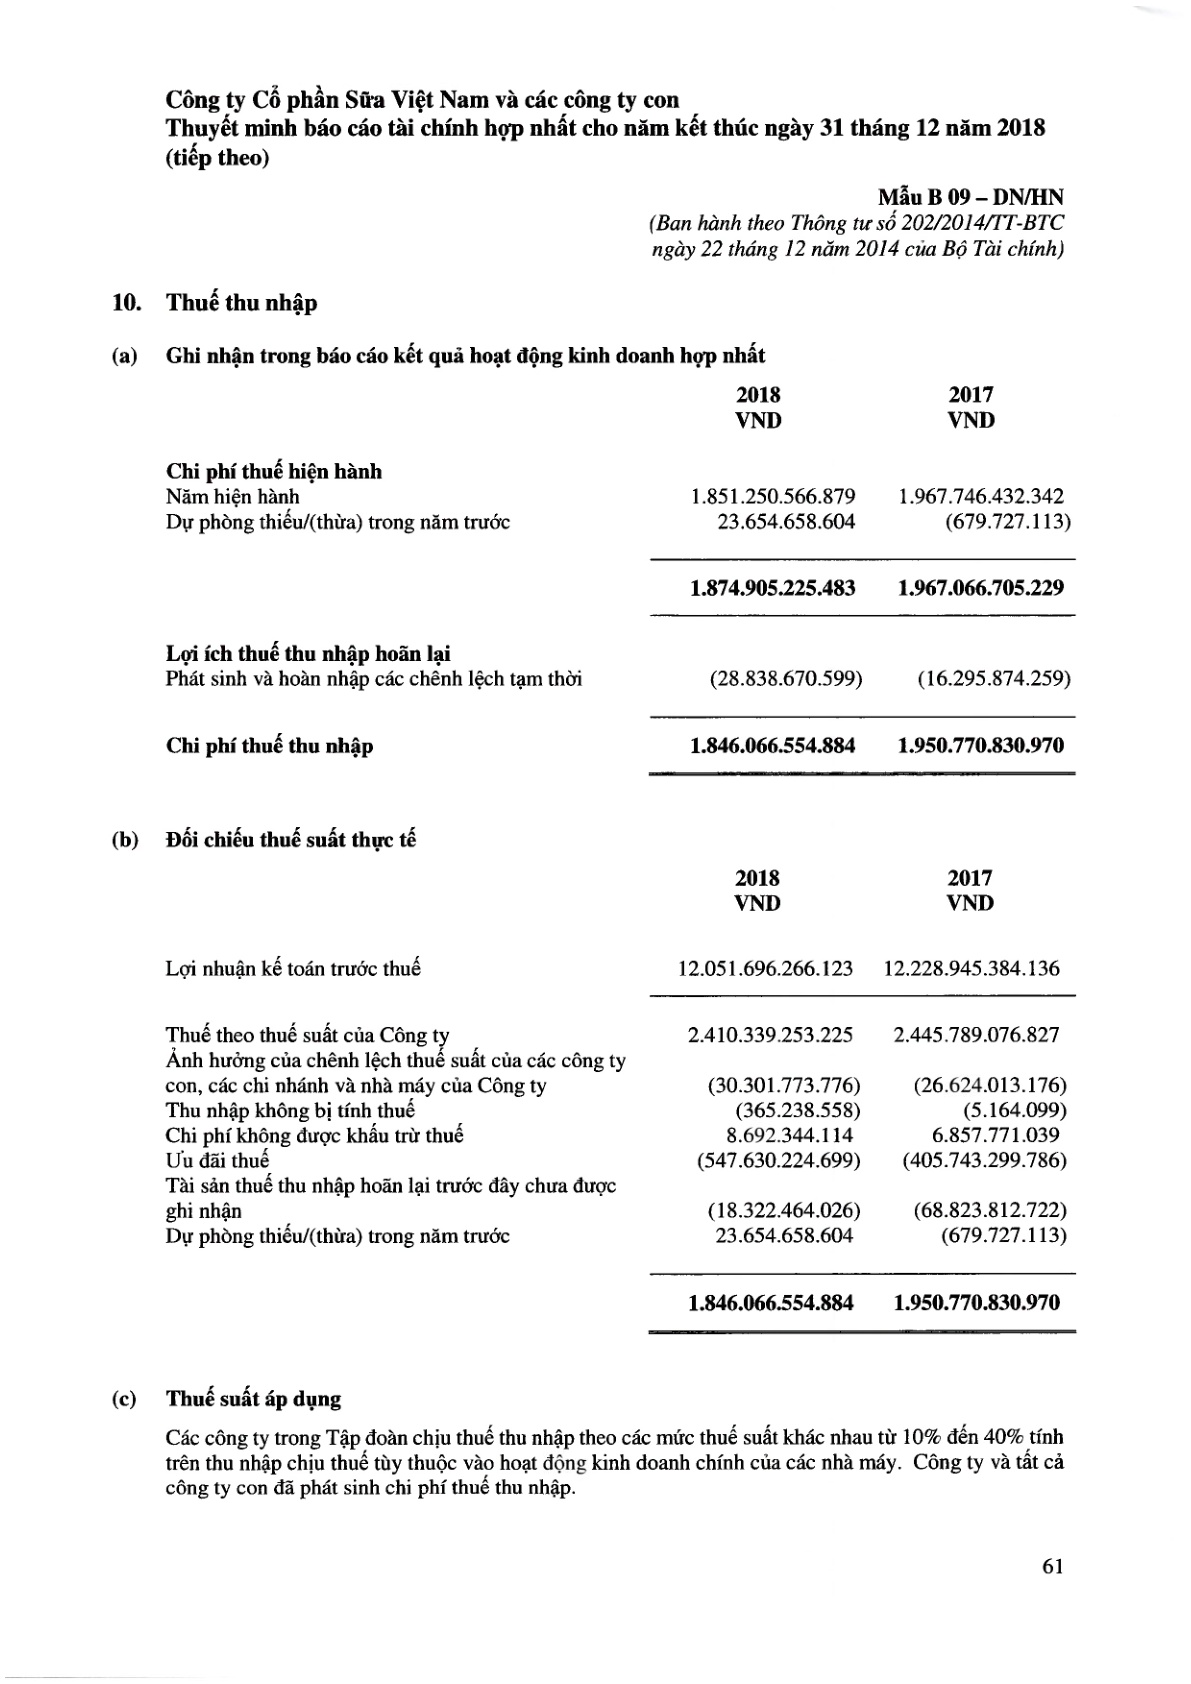 Công ty Cổ phần Sữa Việt Nam và các công ty con
Thuyết minh báo cáo tài chính hợp nhất cho năm kết thúc ngày 31 tháng 12 năm 2018
(tiếp theo)
Mẫu B 09 – DN/HN
(Ban hành theo Thông tư số 202/2014/TT-BTC
ngày 22 tháng 12 năm 2014 của Bộ Tài chính)
10. Thuế thu nhập
(a) Ghi nhận trong báo cáo kết quả hoạt động kinh doanh hợp nhất
2018 2017
VND VND
Chi phí thuế hiện hành
Năm hiện hành 1.851.250.566.879 1.967.746.432.342
Dự phòng thiếu/(thừa) trong năm trước 23.654.658.604 (679.727.113)
1.874.905.225.483 1.967.066.705.229
Lợi ích thuế thu nhập hoãn lại
Phát sinh và hoàn nhập các chênh lệch tạm thời (28.838.670.599) (16.295.874.259)
Chi phí thuế thu nhập 1.846.066.554.884 1.950.770.830.970
(b) Đối chiếu thuế suất thực tế
2018 2017
VND VND
Lợi nhuận kế toán trước thuế 12.051.696.266.123 12.228.945.384.136
Thuế theo thuế suất của Công ty 2.410.339.253.225 2.445.789.076.827
Ảnh hưởng của chênh lệch thuế suất của các công ty
con, các chi nhánh và nhà máy của Công ty (30.301.773.776) (26.624.013.176)
Thu nhập không bị tính thuế (365.238.558) (5.164.099)
Chi phí không được khấu trừ thuế 8.692.344.114 6.857.771.039
Ưu đãi thuế (547.630.224.699) (405.743.299.786)
Tài sản thuế thu nhập hoãn lại trước đây chưa được
ghi nhận (18.322.464.026) (68.823.812.722)
Dự phòng thiếu/(thừa) trong năm trước 23.654.658.604 (679.727.113)
1.846.066.554.884 1.950.770.830.970
(c) Thuế suất áp dụng
Các công ty trong Tập đoàn chịu thuế thu nhập theo các mức thuế suất khác nhau từ 10% đến 40% tính
trên thu nhập chịu thuế tùy thuộc vào hoạt động kinh doanh chính của các nhà máy. Công ty và tất cả
công ty con đã phát sinh chi phí thuế thu nhập.
61